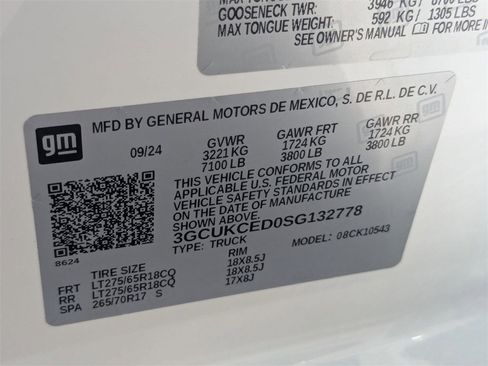 3946 KG / 8700 LB
GOOSENECK TWR:
MAX TONGUE WEIGHT: 592 KG / 1305 LBS
SEE OWNER'S MANUAL FOR MORE IN
gm
MFD BY GENERAL MOTORS DE MEXICO, S. DE R.L. DE C.V.
09/24 GVWR GAWR FRT GAWR RR
3221 KG 1724 KG 1724 KG
7100 LB 3800 LB 3800 LB
THIS VEHICLE CONFORMS TO ALL
APPLICABLE U.S. FEDERAL MOTOR
VEHICLE SAFETY STANDARDS IN
EFFECT ON THE DATE OF MANUFACTURE
SHOWN ABOVE.
3GCUKCED0SG132778
TYPE: TRUCK MODEL: 08CK10543
8624
TIRE SIZE RIM
FRT LT275/65R18CQ 18X8.5J
RR LT275/65R18CQ 18X8.5J
SPA 265/70R17 S 17X8J